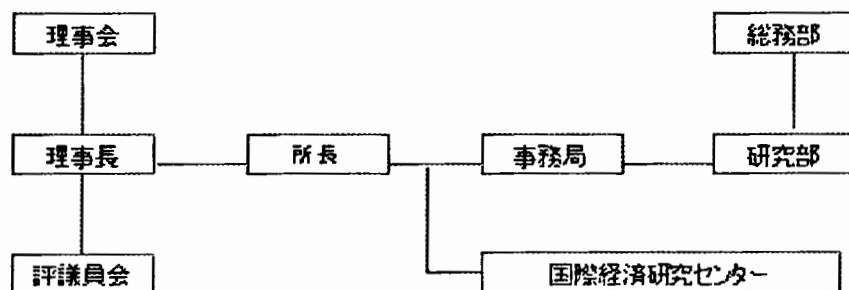 理事会
総務部
理事長
所長
事務局
研究部
評議員会
国際経済研究センター